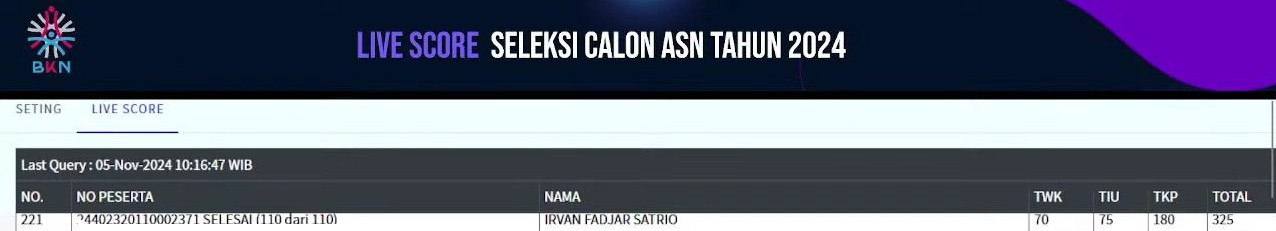 BKN
LIVE SCORE SELEKSI CALON ASN TAHUN 2024
SETING LIVE SCORE
Last Query : 05-Nov-2024 10:16:47 WIB
NO. NO PESERTA NAMA TWK TIU TKP TOTAL
221 24402320110002371 SELESAI (110 dari 110) IRVAN FADJAR SATRIO 70 75 180 325